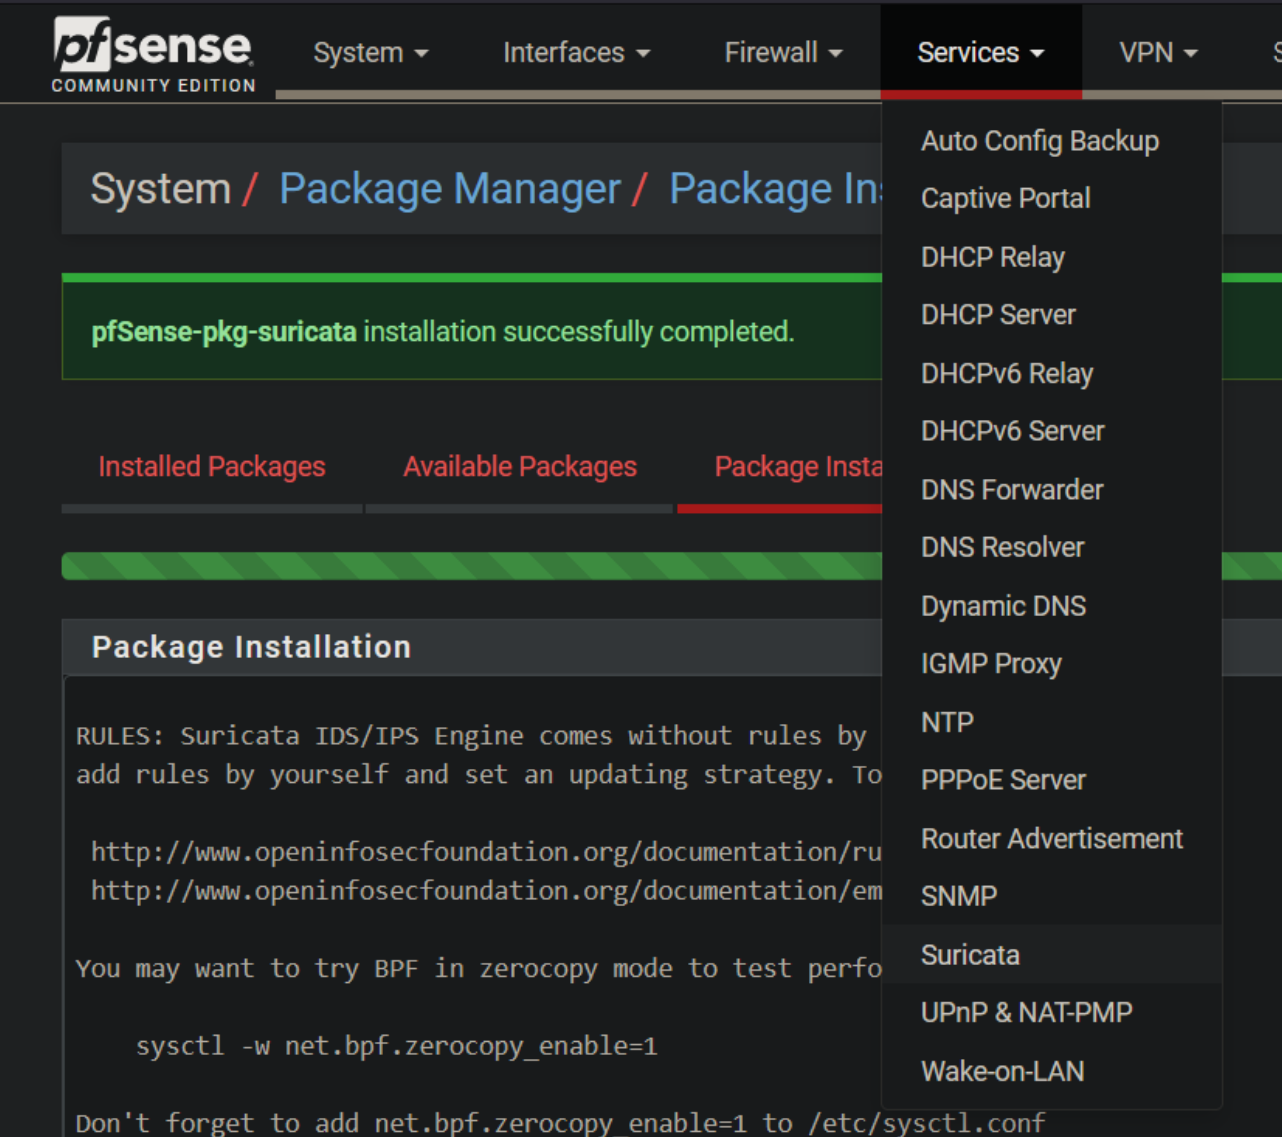 pfsense
COMMUNITY EDITION
System
Interfaces
Firewall
Services
VPN
System / Package Manager / Package
pfSense-pkg-suricata installation successfully completed.
Installed Packages
Available Packages
Package
Package Installation
RULES: Suricata IDS/IPS Engine comes without rules by
add rules by yourself and set an updating strategy. To
http://www.openinfosecfoundation.org/documentation/ru
http://www.openinfosecfoundation.org/documentation/em
You may want to try BPF in zerocopy mode to test
sysctl -w net.bpf.zerocopy_enable=1
Don't forget to add net.bpf.zerocopy_enable=1 to /etc/sysctl.conf
Auto Config Backup
Captive Portal
DHCP Relay
DHCP Server
DHCPv6 Relay
DHCPv6 Server
DNS Forwarder
DNS Resolver
Dynamic DNS
IGMP Proxy
NTP
PPPoE Server
Router Advertisement
SNMP
Suricata
UPnP & NAT-PMP
Wake-on-LAN